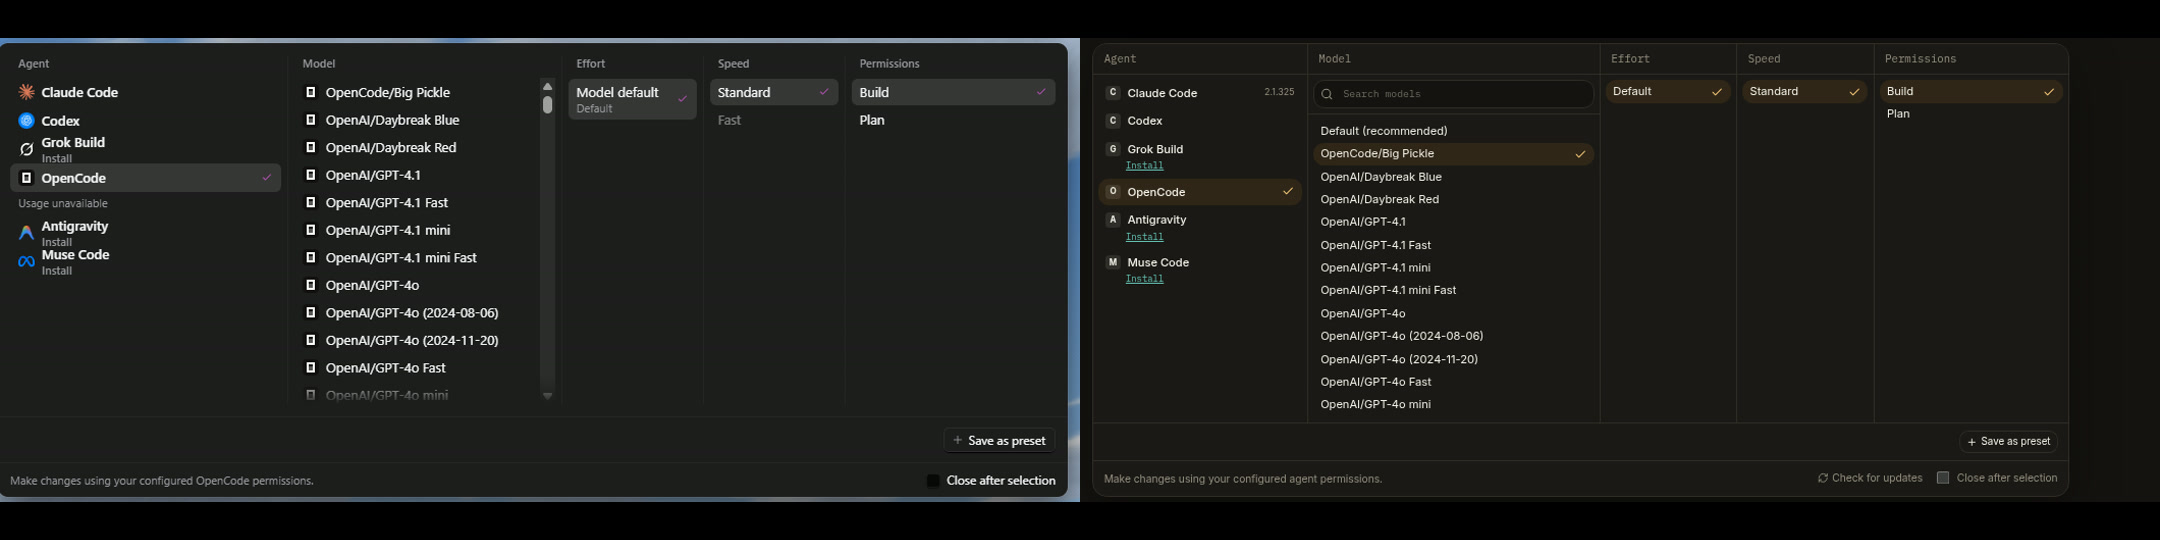 Agent
Claude Code
Codex
Grok Build
Install
OpenCode
Usage unavailable
Antigravity
Install
Muse Code
Install
Model
OpenCode/Big Pickle
OpenAI/Daybreak Blue
OpenAI/Daybreak Red
OpenAI/GPT-4.1
OpenAI/GPT-4.1 Fast
OpenAI/GPT-4.1 mini
OpenAI/GPT-4.1 mini Fast
OpenAI/GPT-4o
OpenAI/GPT-4o (2024-08-06)
OpenAI/GPT-4o (2024-11-20)
OpenAI/GPT-4o Fast
OpenAI/GPT-4o mini
Effort
Model default
Default
Speed
Standard
Fast
Permissions
Build
Plan
+ Save as preset
Make changes using your configured OpenCode permissions.
Close after selection
Agent
C Claude Code 2.1.325
C Codex
G Grok Build
Install
O OpenCode
A Antigravity
Install
M Muse Code
Install
Model
Search models
Default (recommended)
OpenCode/Big Pickle
OpenAI/Daybreak Blue
OpenAI/Daybreak Red
OpenAI/GPT-4.1
OpenAI/GPT-4.1 Fast
OpenAI/GPT-4.1 mini
OpenAI/GPT-4.1 mini Fast
OpenAI/GPT-4o
OpenAI/GPT-4o (2024-08-06)
OpenAI/GPT-4o (2024-11-20)
OpenAI/GPT-4o Fast
OpenAI/GPT-4o mini
Effort
Default
Speed
Standard
Permissions
Build
Plan
+ Save as preset
Make changes using your configured agent permissions.
Check for updates
Close after selection